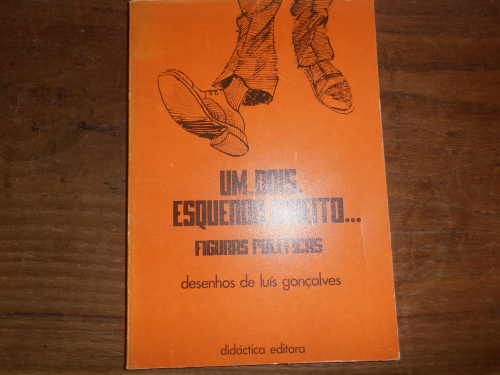 UM, DOIS,
ESQUERDO, DIREITO...
FIGURAS POLÍTICAS
desenhos de luís gonçalves
didáctica editora